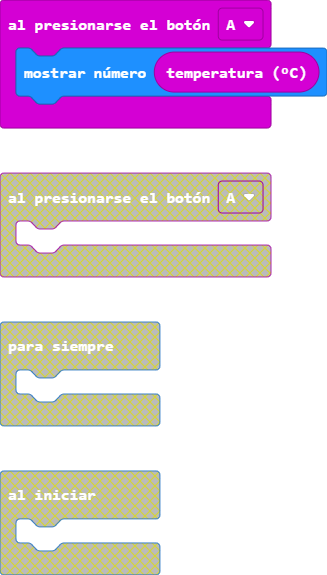 al presionarse el botón A
mostrar número temperatura (ºC)
al presionarse el botón A
para siempre
al iniciar